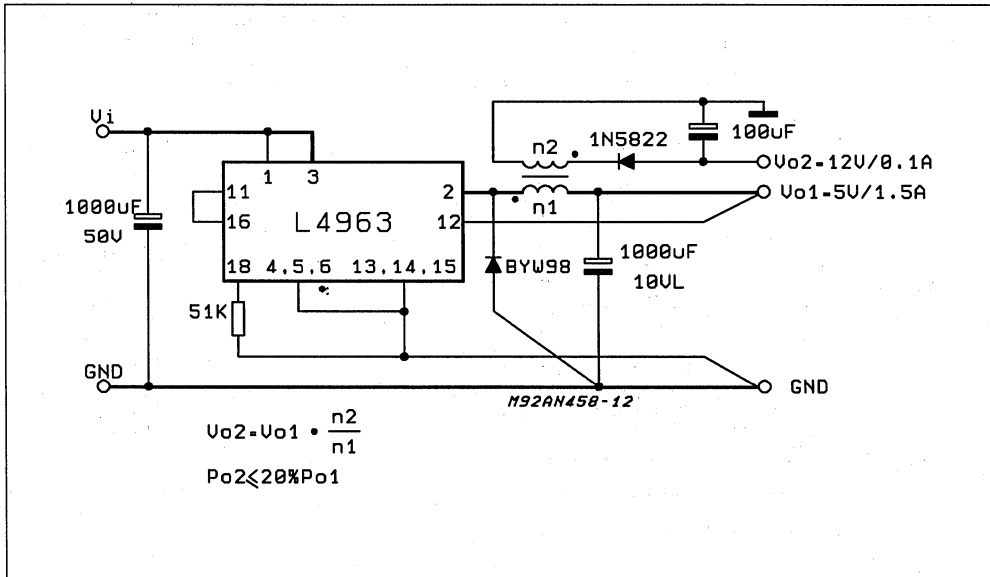 Vi
n2
1N5822
100uF
Vo2=12V/0.1A
1
3
11
2
Vo1=5V/1.5A
1000uF
50V
16
L4963
12
n1
18
4,5,6
13,14,15
BYW98
1000uF
10VL
51K
GND
GND
M92AN458-12
Vo2=Vo1 • n2
n1
Po2⩽20%Po1